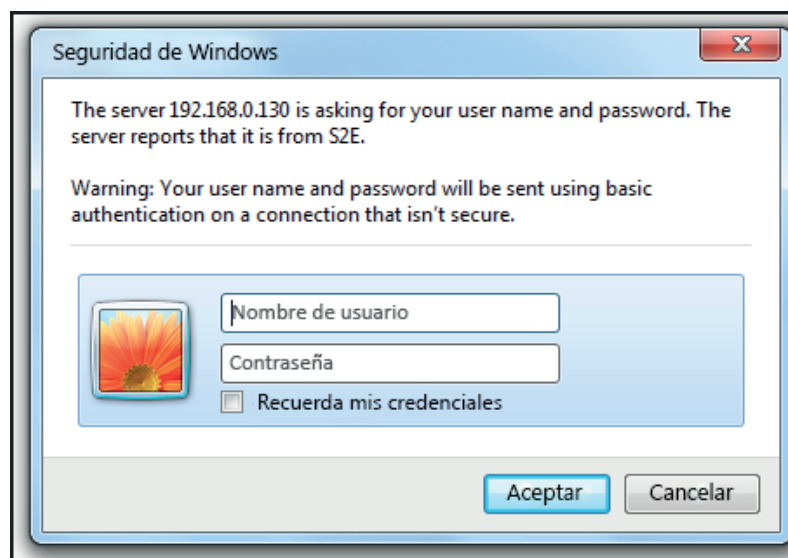 Seguridad de Windows
The server 192.168.0.130 is asking for your user name and password. The
server reports that it is from S2E.
Warning: Your user name and password will be sent using basic
authentication on a connection that isn't secure.
Nombre de usuario
Contraseña
Recuerda mis credenciales
Aceptar
Cancelar